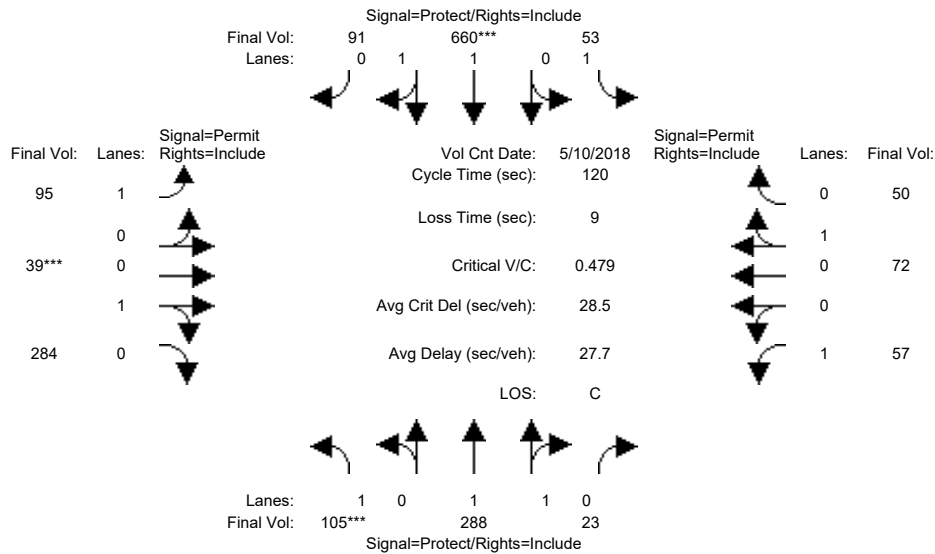 Signal=Protect/Rights=Include
Final Vol: 91 660*** 53
Lanes: 0 1 1 0 1
Signal=Permit
Final Vol: Lanes: Rights=Include
Vol Cnt Date: 5/10/2018
Signal=Permit
Rights=Include Lanes: Final Vol:
Cycle Time (sec): 120
95 1
0 50
Loss Time (sec): 9
0
1
39*** 0
Critical V/C: 0.479
0 72
1
Avg Crit Del (sec/veh): 28.5
0
284 0
Avg Delay (sec/veh): 27.7
1 57
LOS: C
Lanes: 1 0 1 1 0
Final Vol: 105*** 288 23
Signal=Protect/Rights=Include